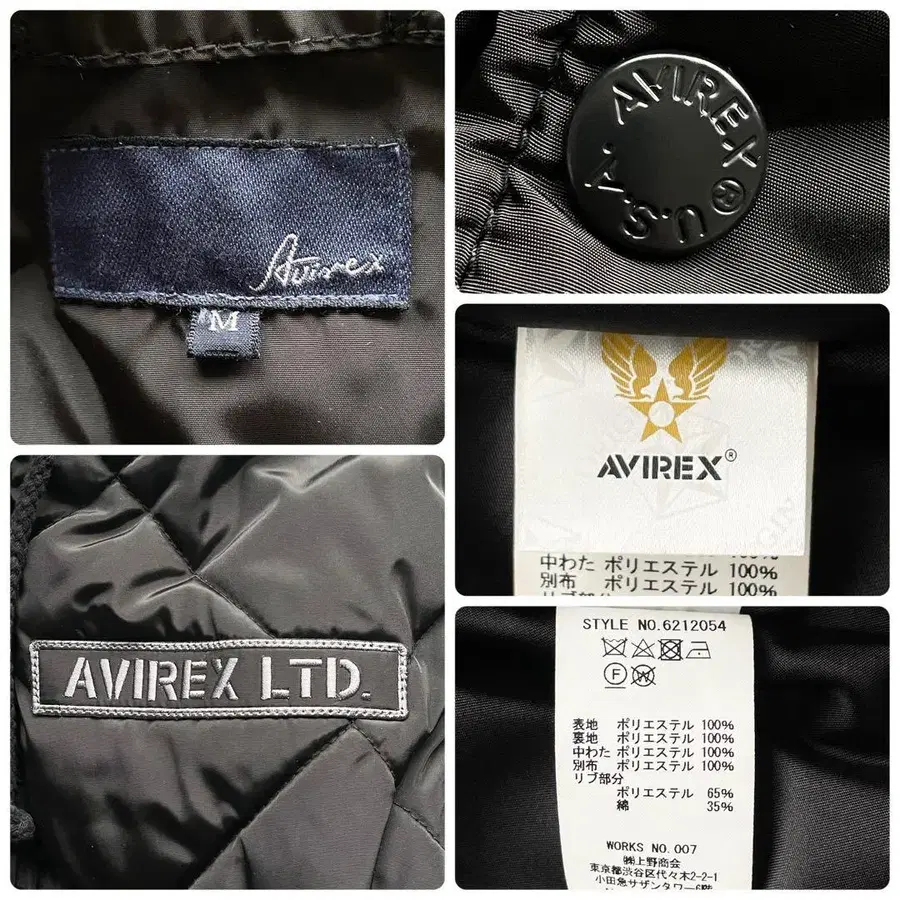 Avirex
M
AVIREX®
U.S.A.
AVIREX LTD.
AVIREX®
中わた ポリエステル 100%
別布 ポリエステル 100%
リブ部分
STYLE NO.6212054
F
W
表地 ポリエステル 100%
裏地 ポリエステル 100%
中わた ポリエステル 100%
別布 ポリエステル 100%
リブ部分
ポリエステル 65%
綿 35%
WORKS NO.007
㈱上野商会
東京都渋谷区代々木2-2-1
小田急サザンタワー6階